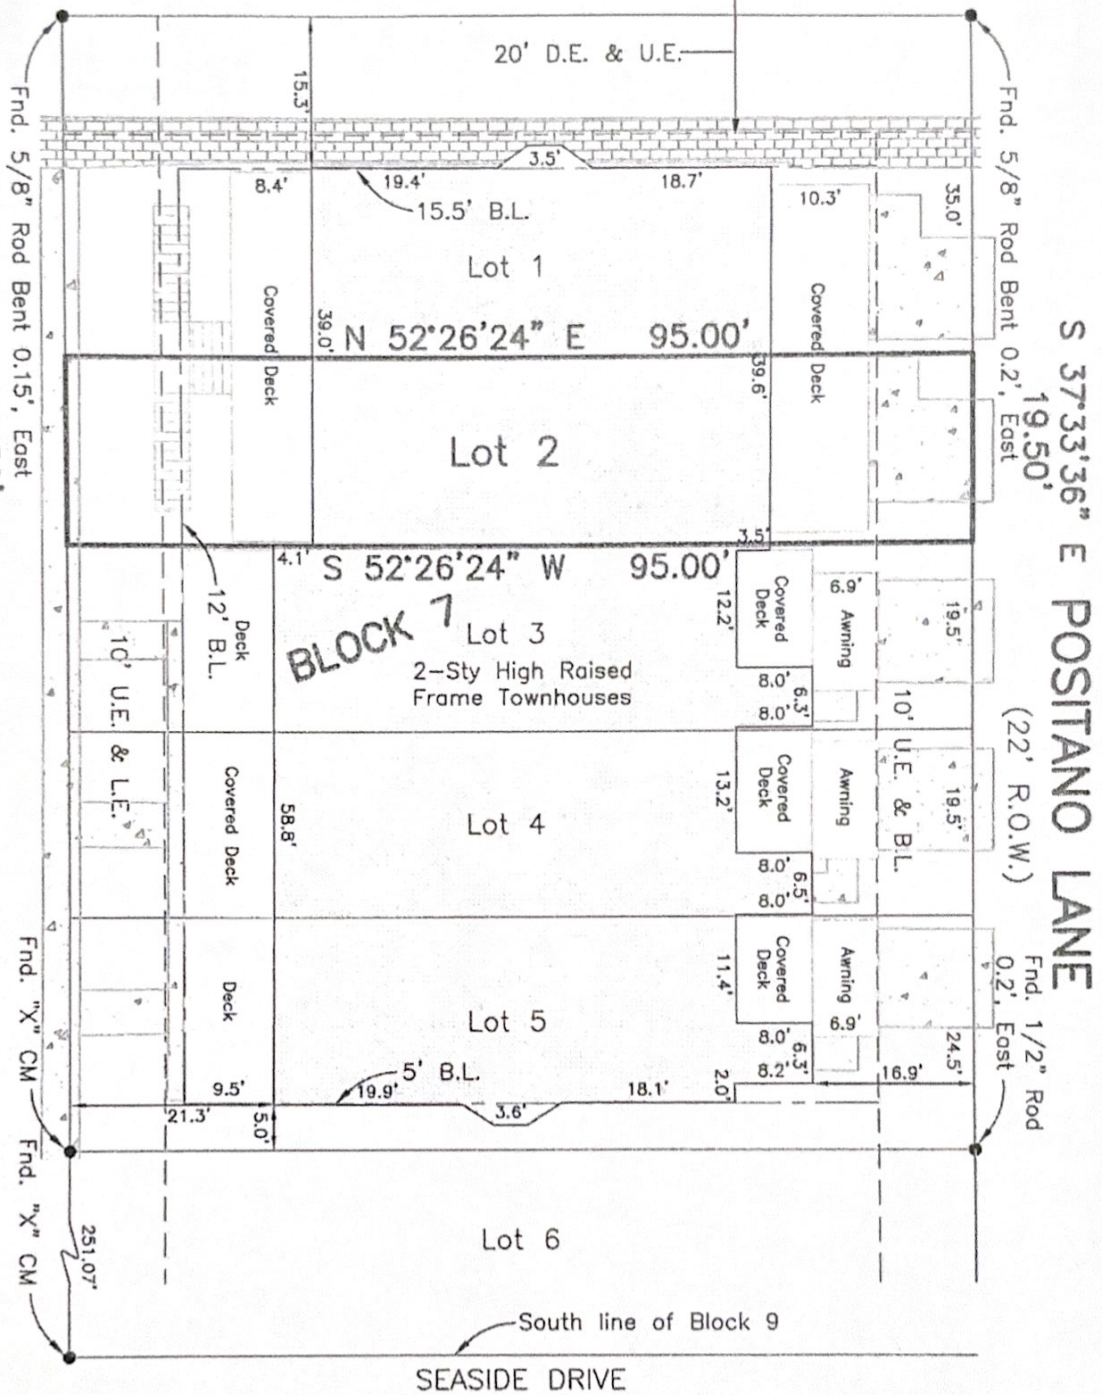 20' D.E. & U.E.
15.3'
Fnd. 5/8" Rod Bent 0.15', East
Fnd. 5/8" Rod Bent 0.2', East
3.5'
8.4'
19.4'
18.7'
10.3'
35.0'
15.5' B.L.
Lot 1
Covered Deck
Covered Deck
39.0'
N 52°26'24" E 95.00'
39.6'
S 37°33'36" E
19.50'
POSITANO LANE
(22' R.O.W.)
Lot 2
3.5'
4.1'
S 52°26'24" W 95.00'
12' B.L.
Deck
BLOCK 7
Lot 3
2-Sty High Raised
Frame Townhouses
12.2'
Covered
Deck
6.9'
Awning
19.5'
8.0'
6.3'
8.0'
10' U.E. & L.E.
10' U.E. & B.L.
Covered Deck
58.8'
Lot 4
13.2'
Covered
Deck
Awning
19.5'
8.0'
6.5'
8.0'
Deck
Lot 5
11.4'
Covered
Deck
Awning
6.9'
8.0'
6.3'
8.2'
24.5'
16.9'
Fnd. 1/2" Rod
0.2', East
5' B.L.
9.5'
19.9'
18.1'
2.0'
21.3'
5.0'
3.6'
Fnd. "X" CM
Fnd. "X" CM
251.07'
Lot 6
South line of Block 9
SEASIDE DRIVE